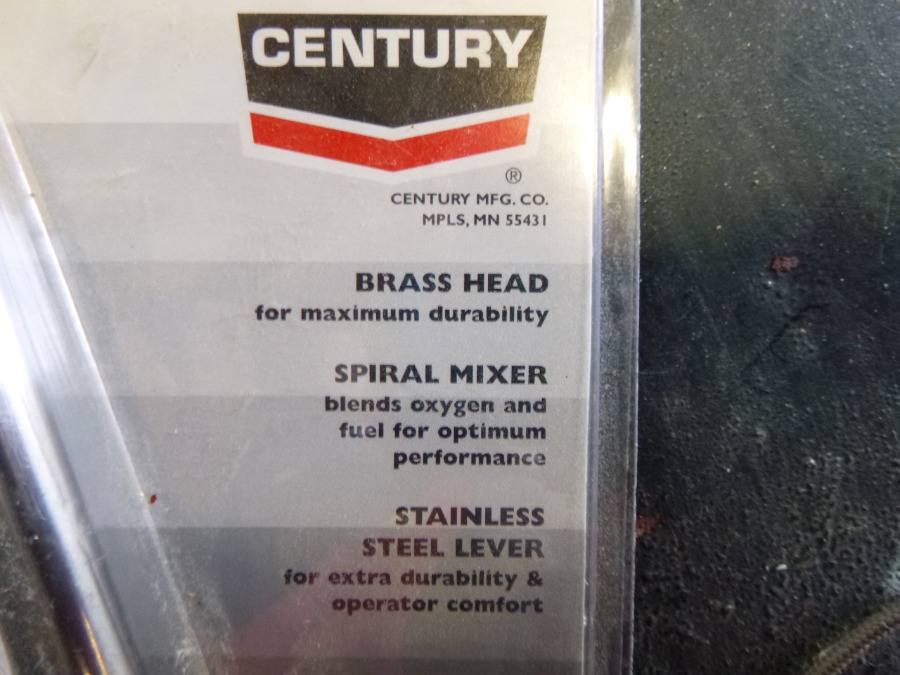 CENTURY
®
CENTURY MFG. CO.
MPLS, MN 55431
BRASS HEAD
for maximum durability
SPIRAL MIXER
blends oxygen and
fuel for optimum
performance
STAINLESS
STEEL LEVER
for extra durability &
operator comfort